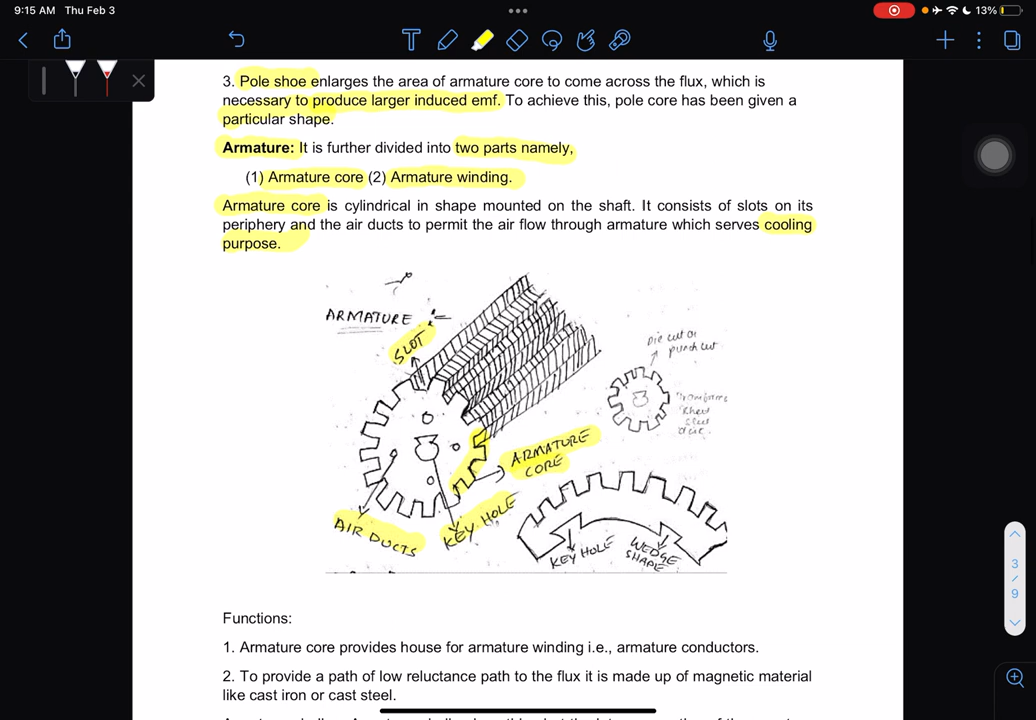 9:15 AM Thu Feb 3
13%
3. Pole shoe enlarges the area of armature core to come across the flux, which is
necessary to produce larger induced emf. To achieve this, pole core has been given a
particular shape.
Armature: It is further divided into two parts namely,
(1) Armature core (2) Armature winding.
Armature core is cylindrical in shape mounted on the shaft. It consists of slots on its
periphery and the air ducts to permit the air flow through armature which serves cooling
purpose.
ARMATURE
SLOT
Die cut or
punch cut
ARMATURE
CORE
KEY HOLE
AIR DUCTS
KEY HOLE
WEDGE
SHAPE
3
/
9
Functions:
1. Armature core provides house for armature winding i.e., armature conductors.
2. To provide a path of low reluctance path to the flux it is made up of magnetic material
like cast iron or cast steel.